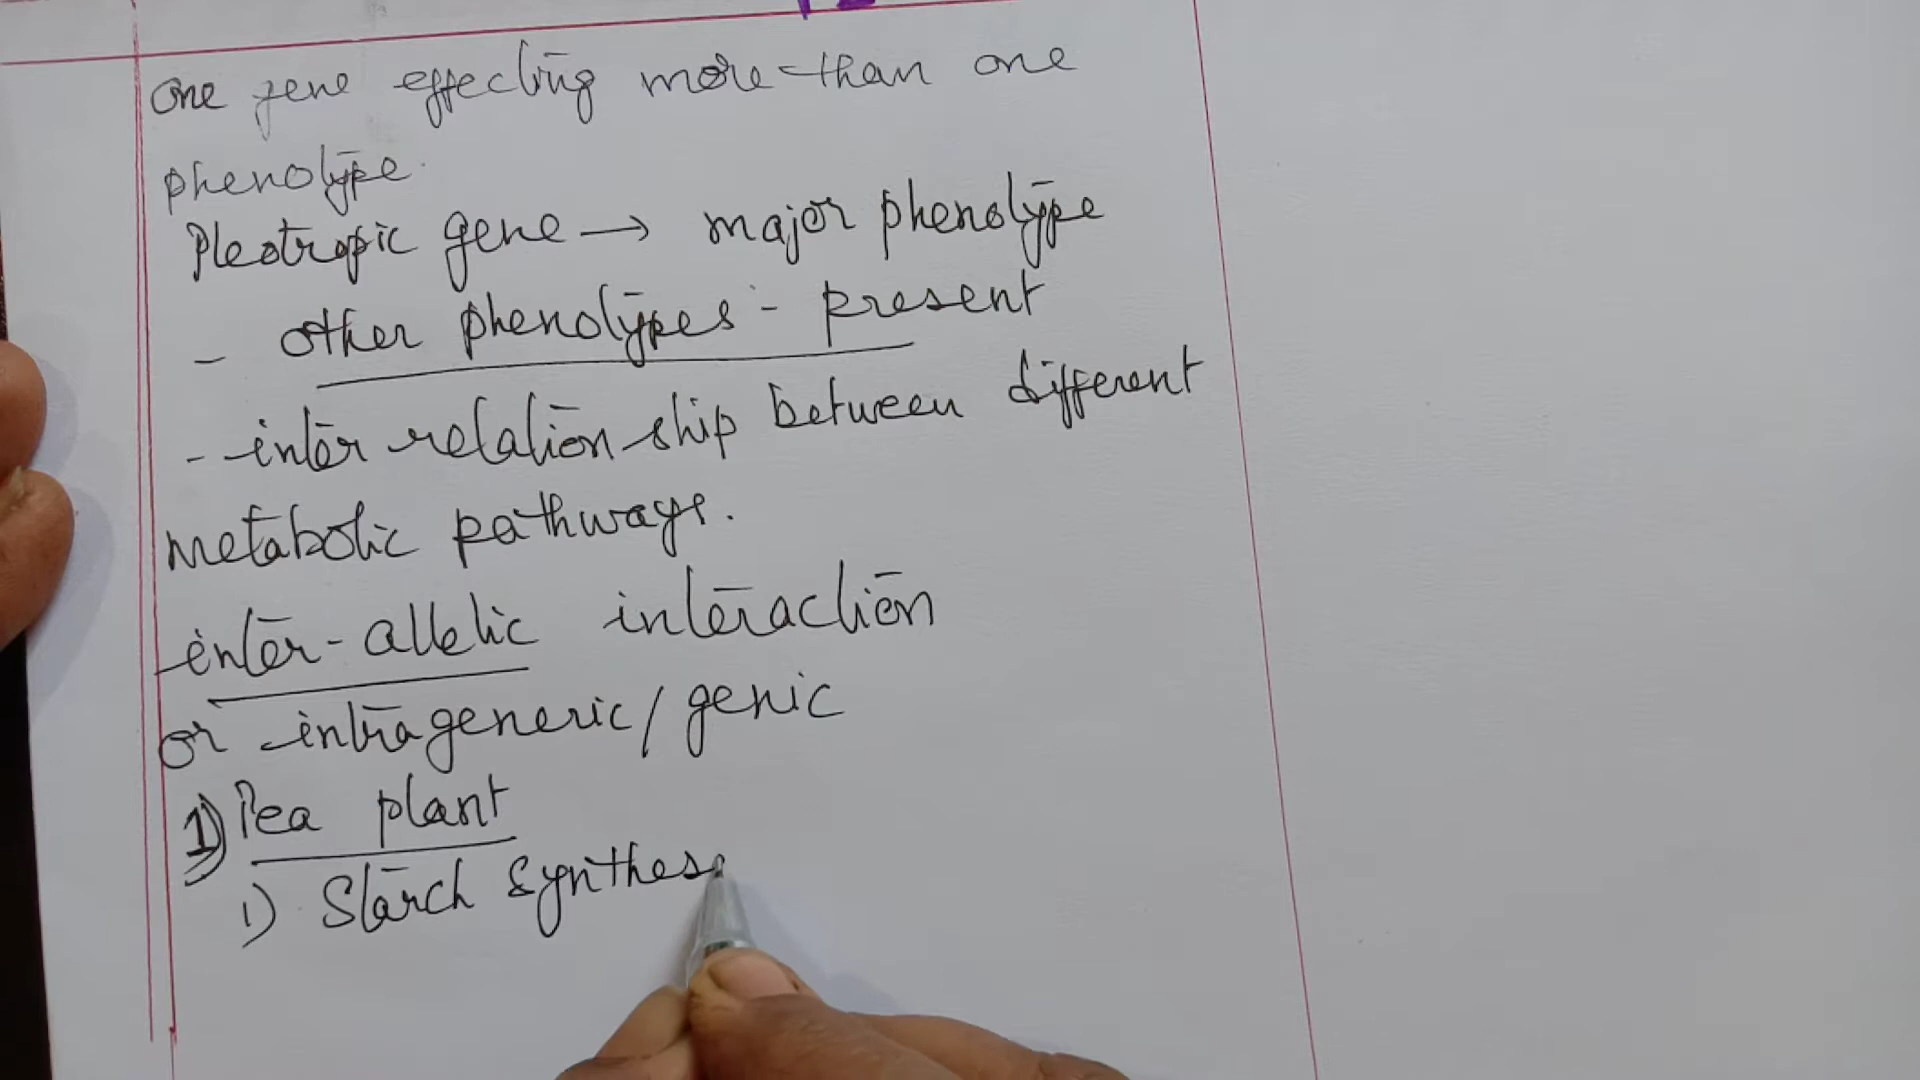 one gene effecting more than one
phenotype.
Pleotropic gene → major phenotype
- other phenotypes - present
- inter relation ship between different
metabolic pathways.
inter-allelic interaction
or intrageneric/genic
1) Pea plant
1) Starch synthes